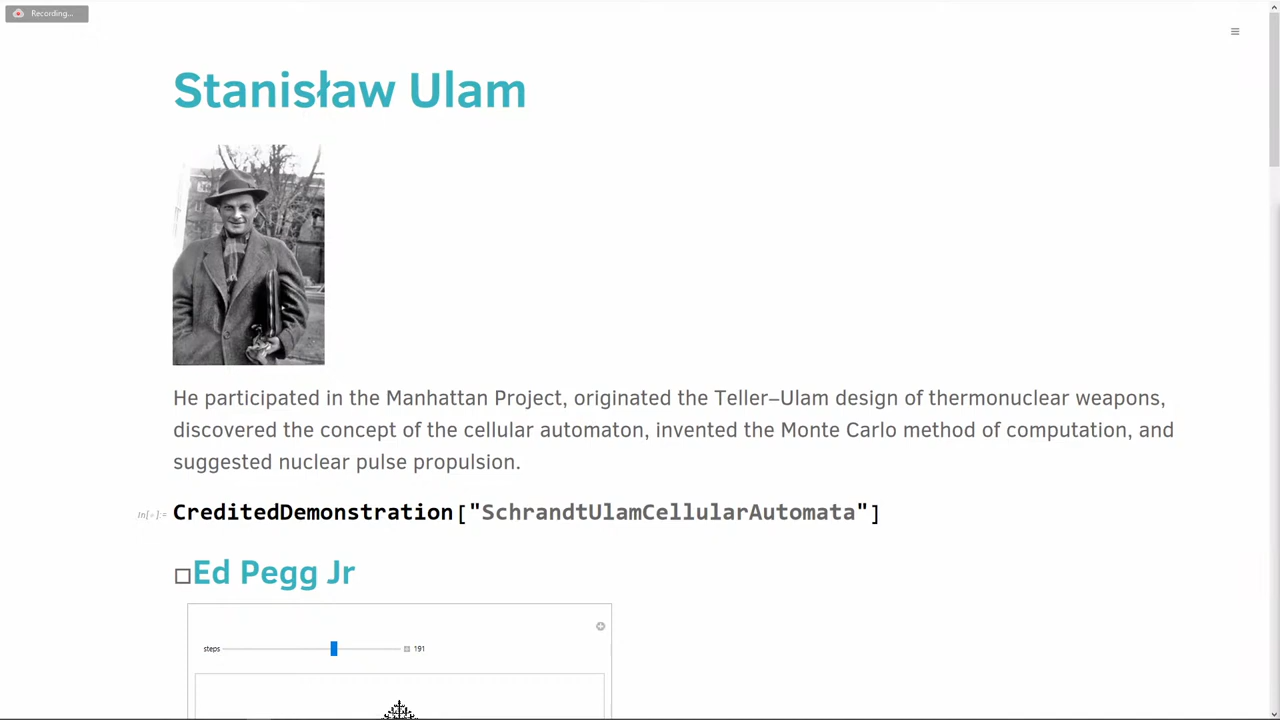 Recording...
Stanisław Ulam
He participated in the Manhattan Project, originated the Teller–Ulam design of thermonuclear weapons,
discovered the concept of the cellular automaton, invented the Monte Carlo method of computation, and
suggested nuclear pulse propulsion.
In[◦]:= CreditedDemonstration["SchrandtUlamCellularAutomata"]
Ed Pegg Jr
steps 191